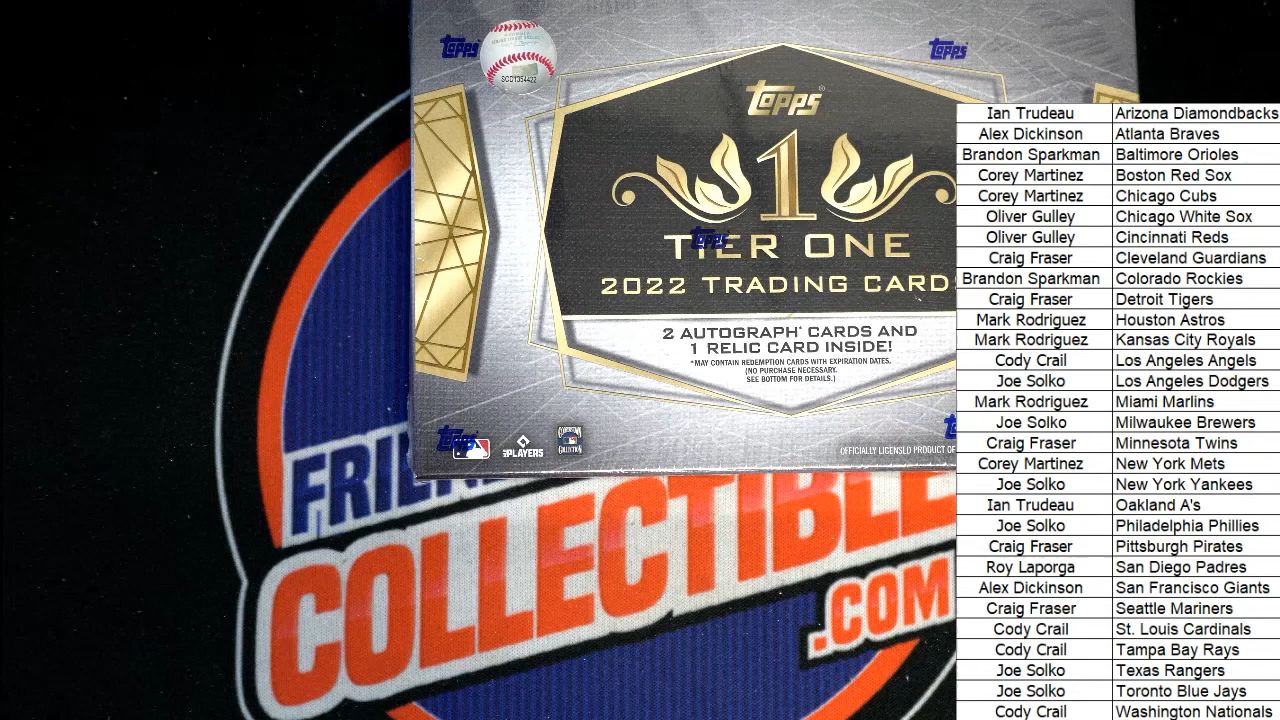 Topps
Topps
SCD1354422
Topps
1
TIER ONE
Topps
2022 TRADING CARD
2 AUTOGRAPH* CARDS AND
1 RELIC CARD INSIDE!
*MAY CONTAIN REDEMPTION CARDS WITH EXPIRATION DATES.
(NO PURCHASE NECESSARY.
SEE BOTTOM FOR DETAILS.)
PLAYERS
OFFICIALLY LICENSED PRODUCT OF
FRIEN
COLLECTIBLE
.COM
Ian Trudeau Arizona Diamondbacks
Alex Dickinson Atlanta Braves
Brandon Sparkman Baltimore Orioles
Corey Martinez Boston Red Sox
Corey Martinez Chicago Cubs
Oliver Gulley Chicago White Sox
Oliver Gulley Cincinnati Reds
Craig Fraser Cleveland Guardians
Brandon Sparkman Colorado Rockies
Craig Fraser Detroit Tigers
Mark Rodriguez Houston Astros
Mark Rodriguez Kansas City Royals
Cody Crail Los Angeles Angels
Joe Solko Los Angeles Dodgers
Mark Rodriguez Miami Marlins
Joe Solko Milwaukee Brewers
Craig Fraser Minnesota Twins
Corey Martinez New York Mets
Joe Solko New York Yankees
Ian Trudeau Oakland A's
Joe Solko Philadelphia Phillies
Craig Fraser Pittsburgh Pirates
Roy Laporga San Diego Padres
Alex Dickinson San Francisco Giants
Craig Fraser Seattle Mariners
Cody Crail St. Louis Cardinals
Cody Crail Tampa Bay Rays
Joe Solko Texas Rangers
Joe Solko Toronto Blue Jays
Cody Crail Washington Nationals